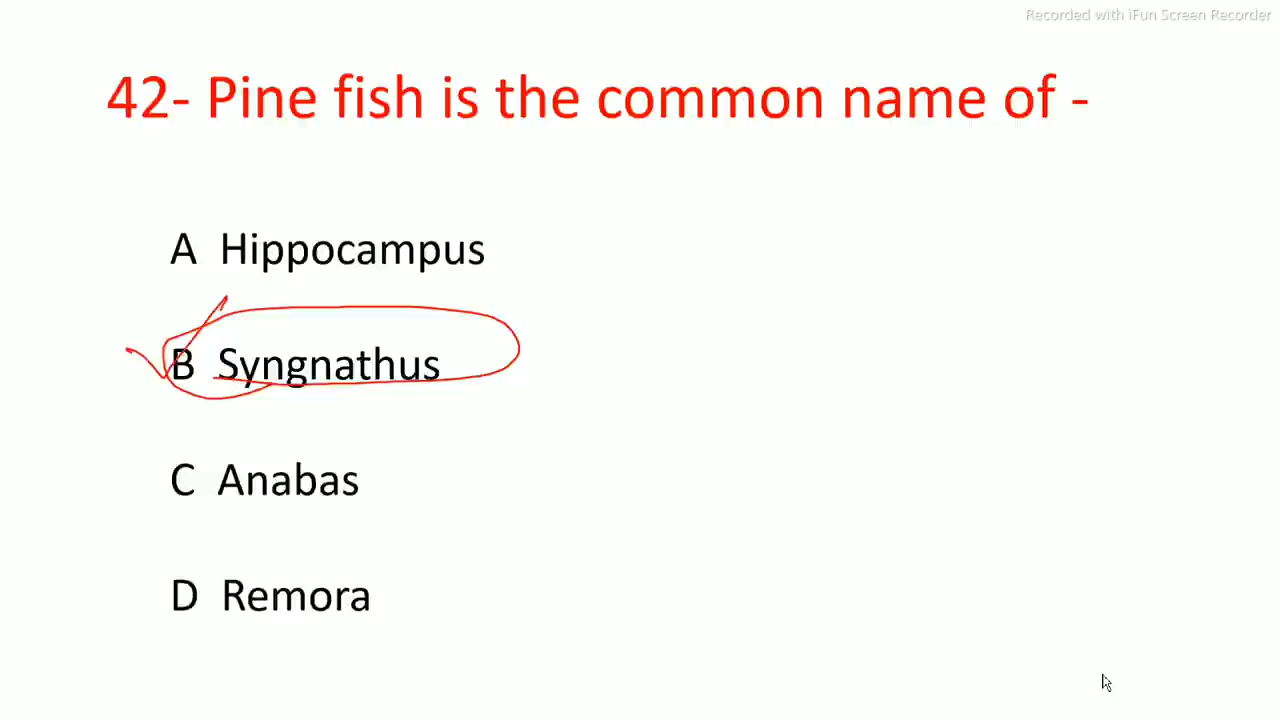 Recorded with iFun Screen Recorder
42- Pine fish is the common name of -
A Hippocampus
B Syngnathus
C Anabas
D Remora